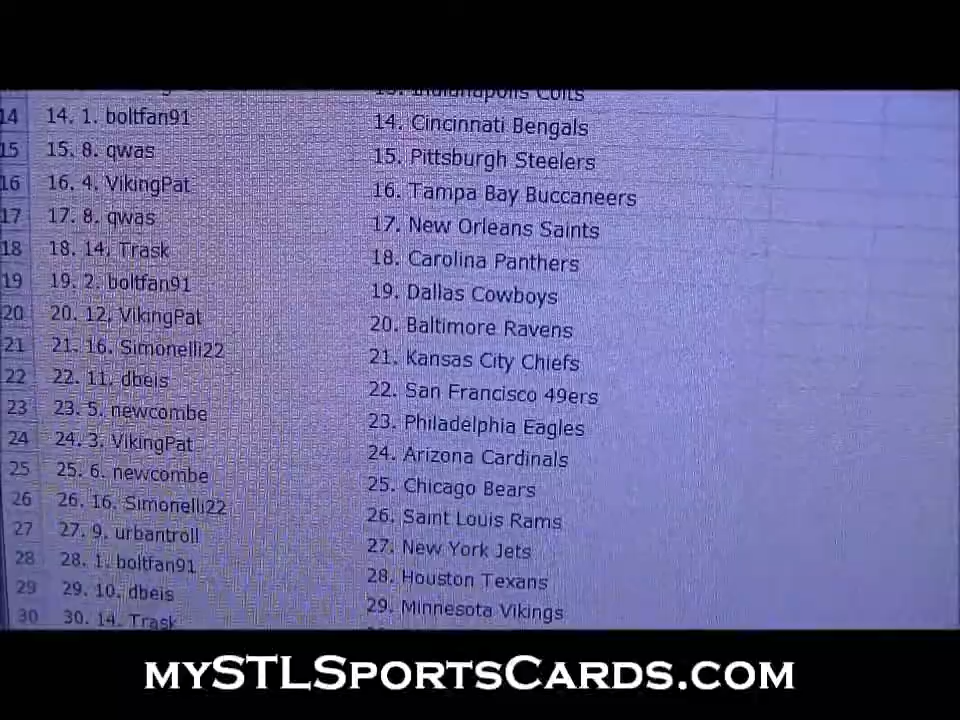 Indianapolis Colts
14 14. 1. boltfan91 14. Cincinnati Bengals
15 15. 8. qwas 15. Pittsburgh Steelers
16 16. 4. VikingPat 16. Tampa Bay Buccaneers
17 17. 8. qwas 17. New Orleans Saints
18 18. 14. Trask 18. Carolina Panthers
19 19. 2. boltfan91 19. Dallas Cowboys
20 20. 12. VikingPat 20. Baltimore Ravens
21 21. 16. Simonelli22 21. Kansas City Chiefs
22 22. 11. dbeis 22. San Francisco 49ers
23 23. 5. newcombe 23. Philadelphia Eagles
24 24. 3. VikingPat 24. Arizona Cardinals
25 25. 6. newcombe 25. Chicago Bears
26 26. 16. Simonelli22 26. Saint Louis Rams
27 27. 9. urbantroll 27. New York Jets
28 28. 1. boltfan91 28. Houston Texans
29 29. 10. dbeis 29. Minnesota Vikings
30 30. 14. Trask
mySTLSportsCards.com